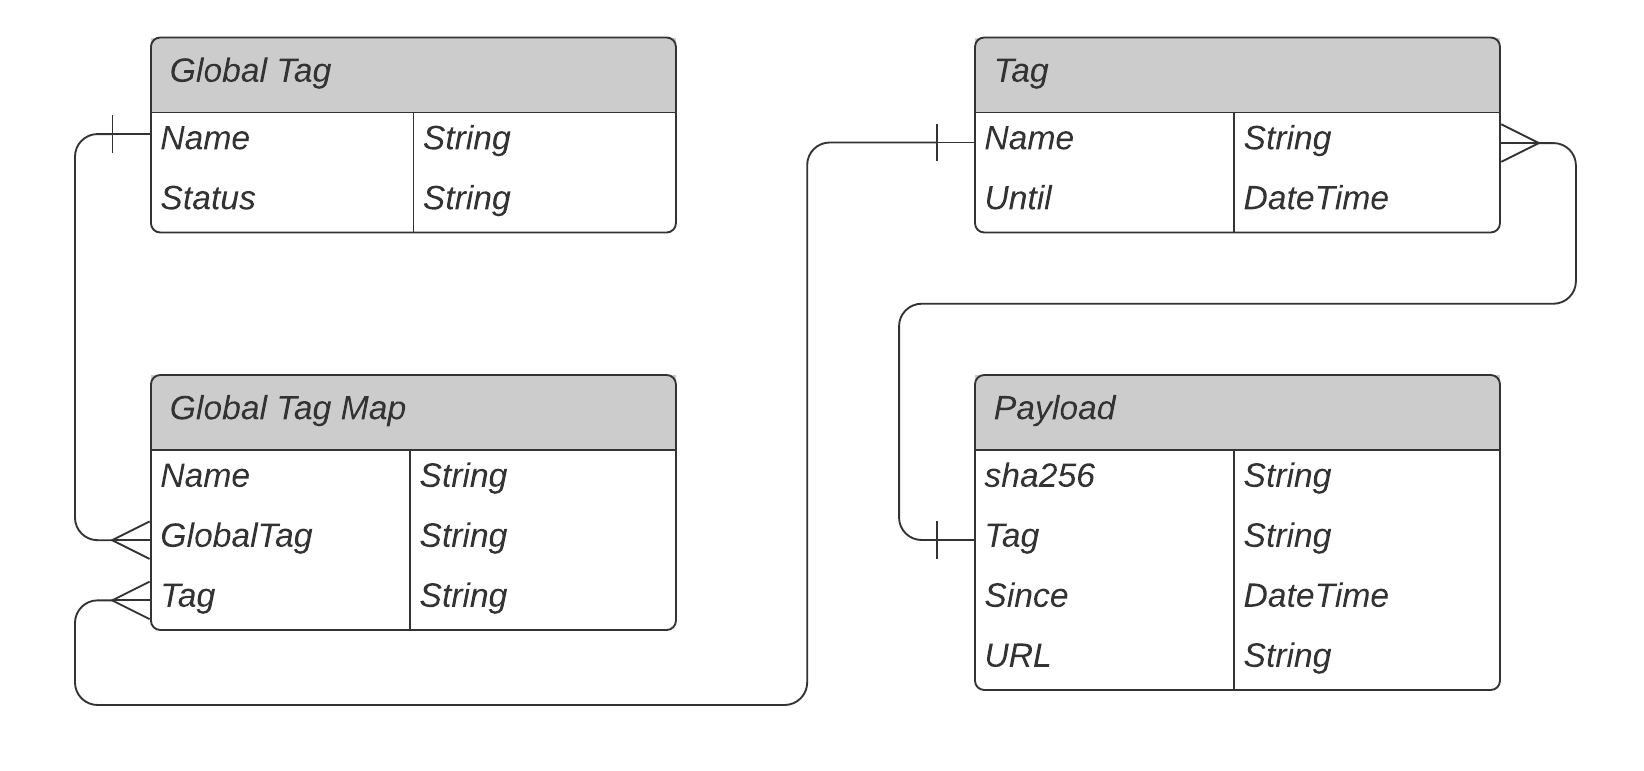 Global Tag
Name String
Status String
Tag
Name String
Until DateTime
Global Tag Map
Name String
GlobalTag String
Tag String
Payload
sha256 String
Tag String
Since DateTime
URL String